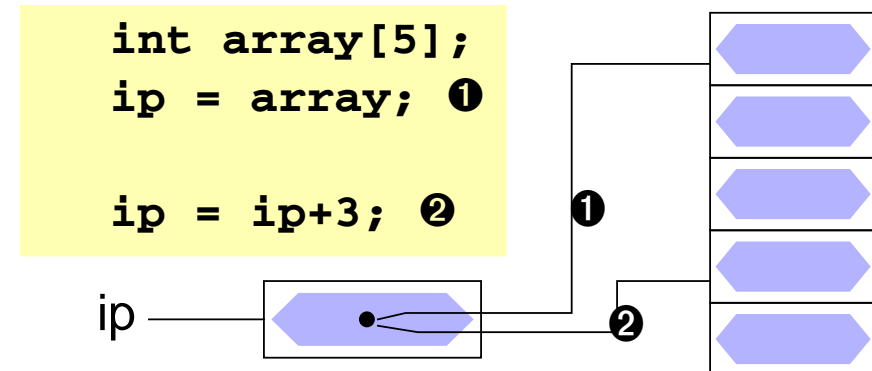 int array[5];
ip = array; ❶
ip = ip+3; ❷
❶
ip
❷